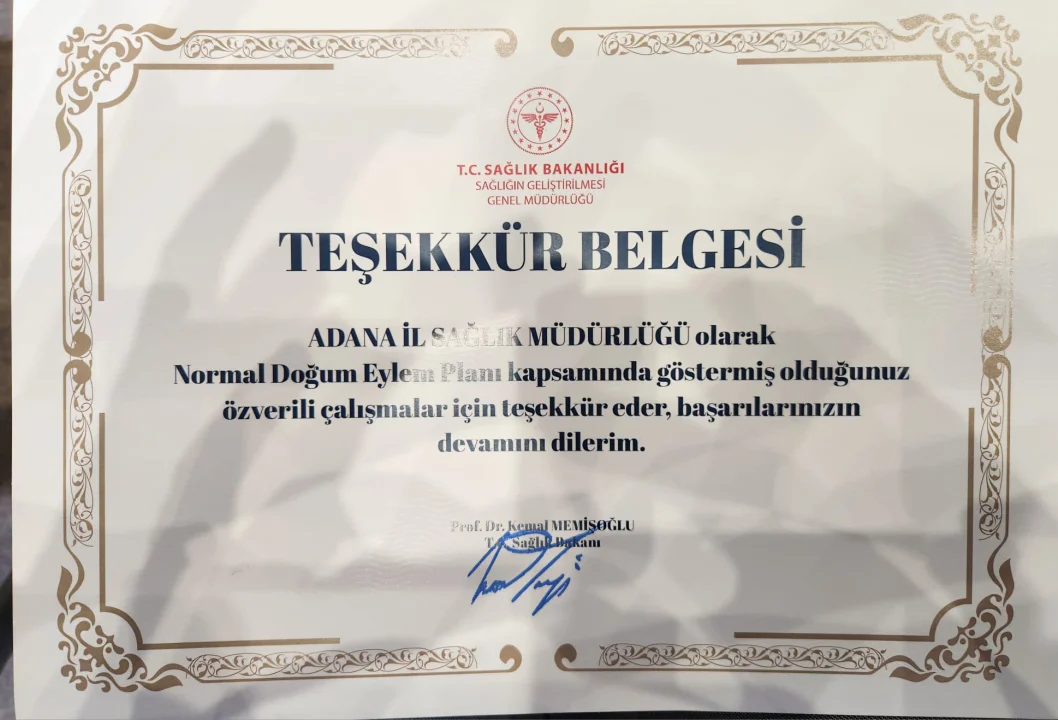 T.C. SAĞLIK BAKANLIĞI
SAĞLIĞIN GELİŞTİRİLMESİ
GENEL MÜDÜRLÜĞÜ
TEŞEKKÜR BELGESİ
ADANA İL SAĞLIK MÜDÜRLÜĞÜ olarak
Normal Doğum Eylem Planı kapsamında göstermiş olduğunuz
özverili çalışmalar için teşekkür eder, başarılarınızın
devamını dilerim.
Prof. Dr. Kemal MEMİŞOĞLU
T.C. Sağlık Bakanı